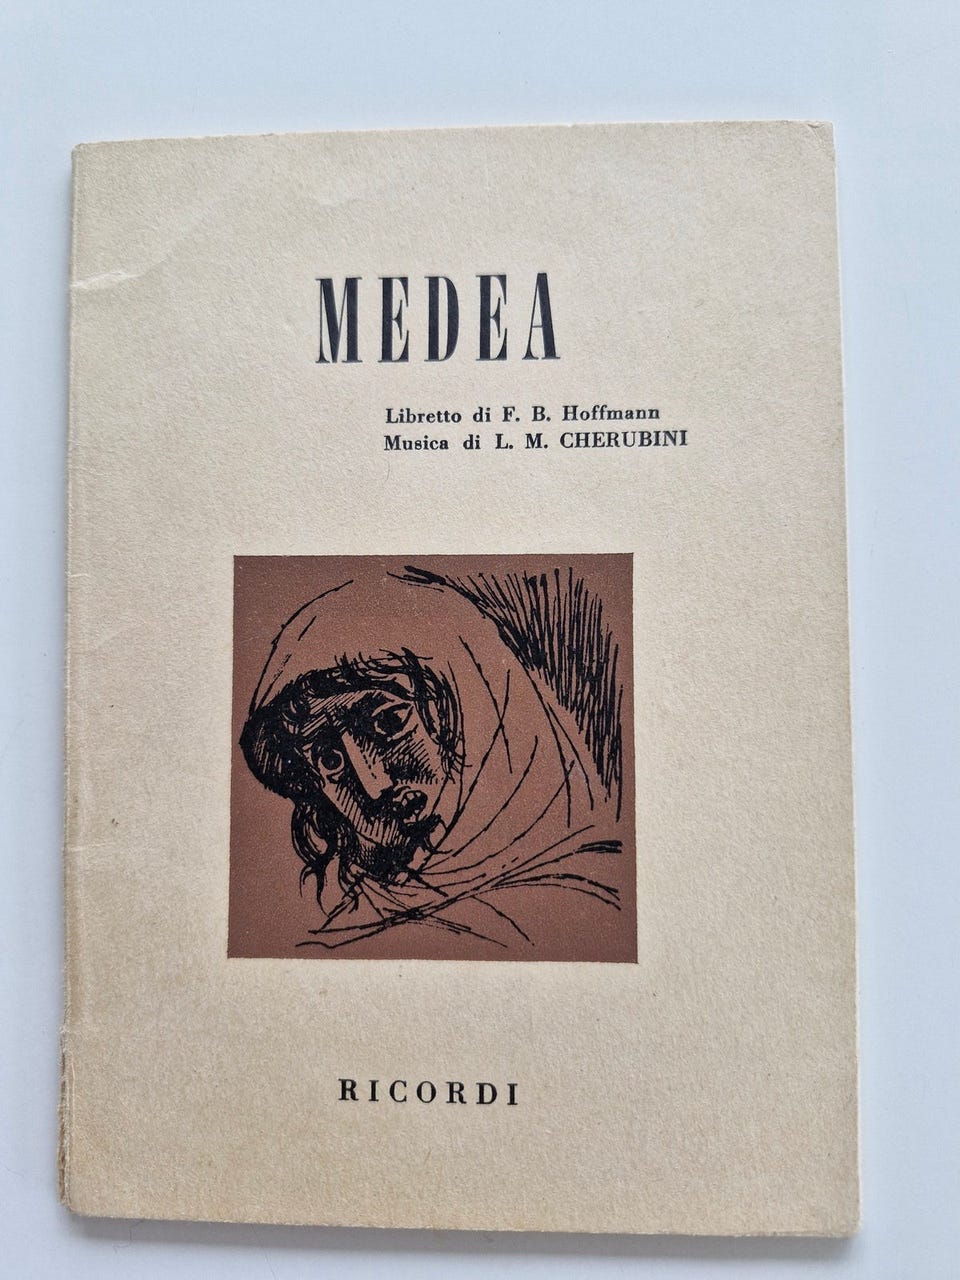 MEDEA
Libretto di F. B. Hoffmann
Musica di L. M. CHERUBINI
RICORDI